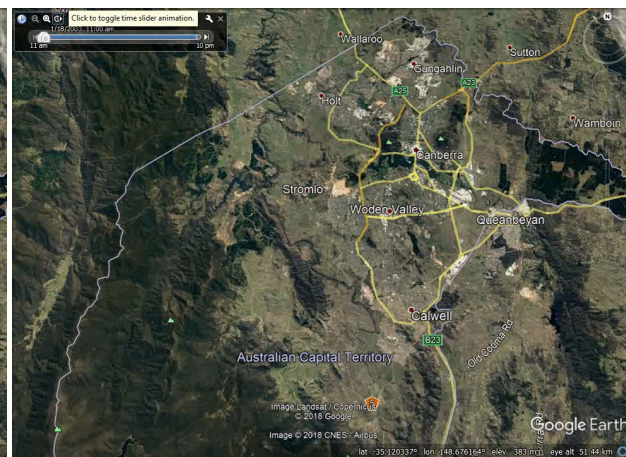 Click to toggle time slider animation.
1/18/2003 11:00 am
11 am
10 pm
N
Wallaroo
Sutton
Gungahlin
A25
A23
Holt
Wamboin
Canberra
Stromlo
Woden Valley
Queanbeyan
Calwell
B23
Old Cooma Rd
Australian Capital Territory
Image Landsat / Copernicus
© 2018 Google
Image © 2018 CNES / Airbus
Google Earth
lat -35.120337° lon 148.676164° elev 383 m eye alt 51.44 km